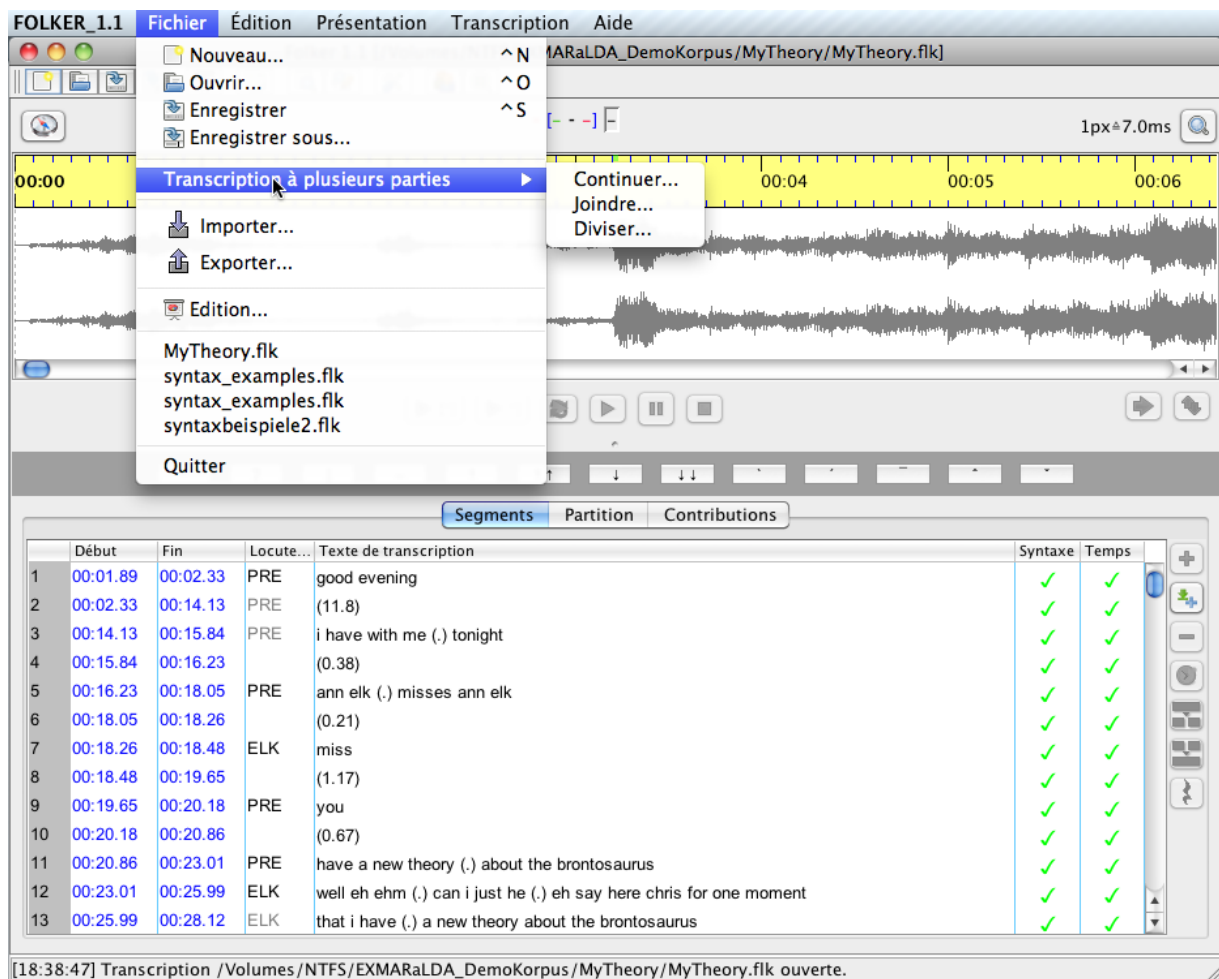 FOLKER_1.1 Fichier Édition Présentation Transcription Aide
ARaLDA_DemoKorpus/MyTheory/MyTheory.flk]
Nouveau... ^N
Ouvrir... ^O
Enregistrer ^S
Enregistrer sous...
Transcription à plusieurs parties
Continuer...
Joindre...
Diviser...
Importer...
Exporter...
Edition...
MyTheory.flk
syntax_examples.flk
syntax_examples.flk
syntaxbeispiele2.flk
Quitter
[- - -] -
1px≙7.0ms
00:00 00:04 00:05 00:06
↑ ↓ ↓↓ ` ´ ¯ ˆ ˇ
Segments Partition Contributions
Début Fin Locute... Texte de transcription Syntaxe Temps
1 00:01.89 00:02.33 PRE good evening ✓ ✓
2 00:02.33 00:14.13 PRE (11.8) ✓ ✓
3 00:14.13 00:15.84 PRE i have with me (.) tonight ✓ ✓
4 00:15.84 00:16.23 (0.38) ✓ ✓
5 00:16.23 00:18.05 PRE ann elk (.) misses ann elk ✓ ✓
6 00:18.05 00:18.26 (0.21) ✓ ✓
7 00:18.26 00:18.48 ELK miss ✓ ✓
8 00:18.48 00:19.65 (1.17) ✓ ✓
9 00:19.65 00:20.18 PRE you ✓ ✓
10 00:20.18 00:20.86 (0.67) ✓ ✓
11 00:20.86 00:23.01 PRE have a new theory (.) about the brontosaurus ✓ ✓
12 00:23.01 00:25.99 ELK well eh ehm (.) can i just he (.) eh say here chris for one moment ✓ ✓
13 00:25.99 00:28.12 ELK that i have (.) a new theory about the brontosaurus ✓ ✓
[18:38:47] Transcription /Volumes/NTFS/EXMARaLDA_DemoKorpus/MyTheory/MyTheory.flk ouverte.